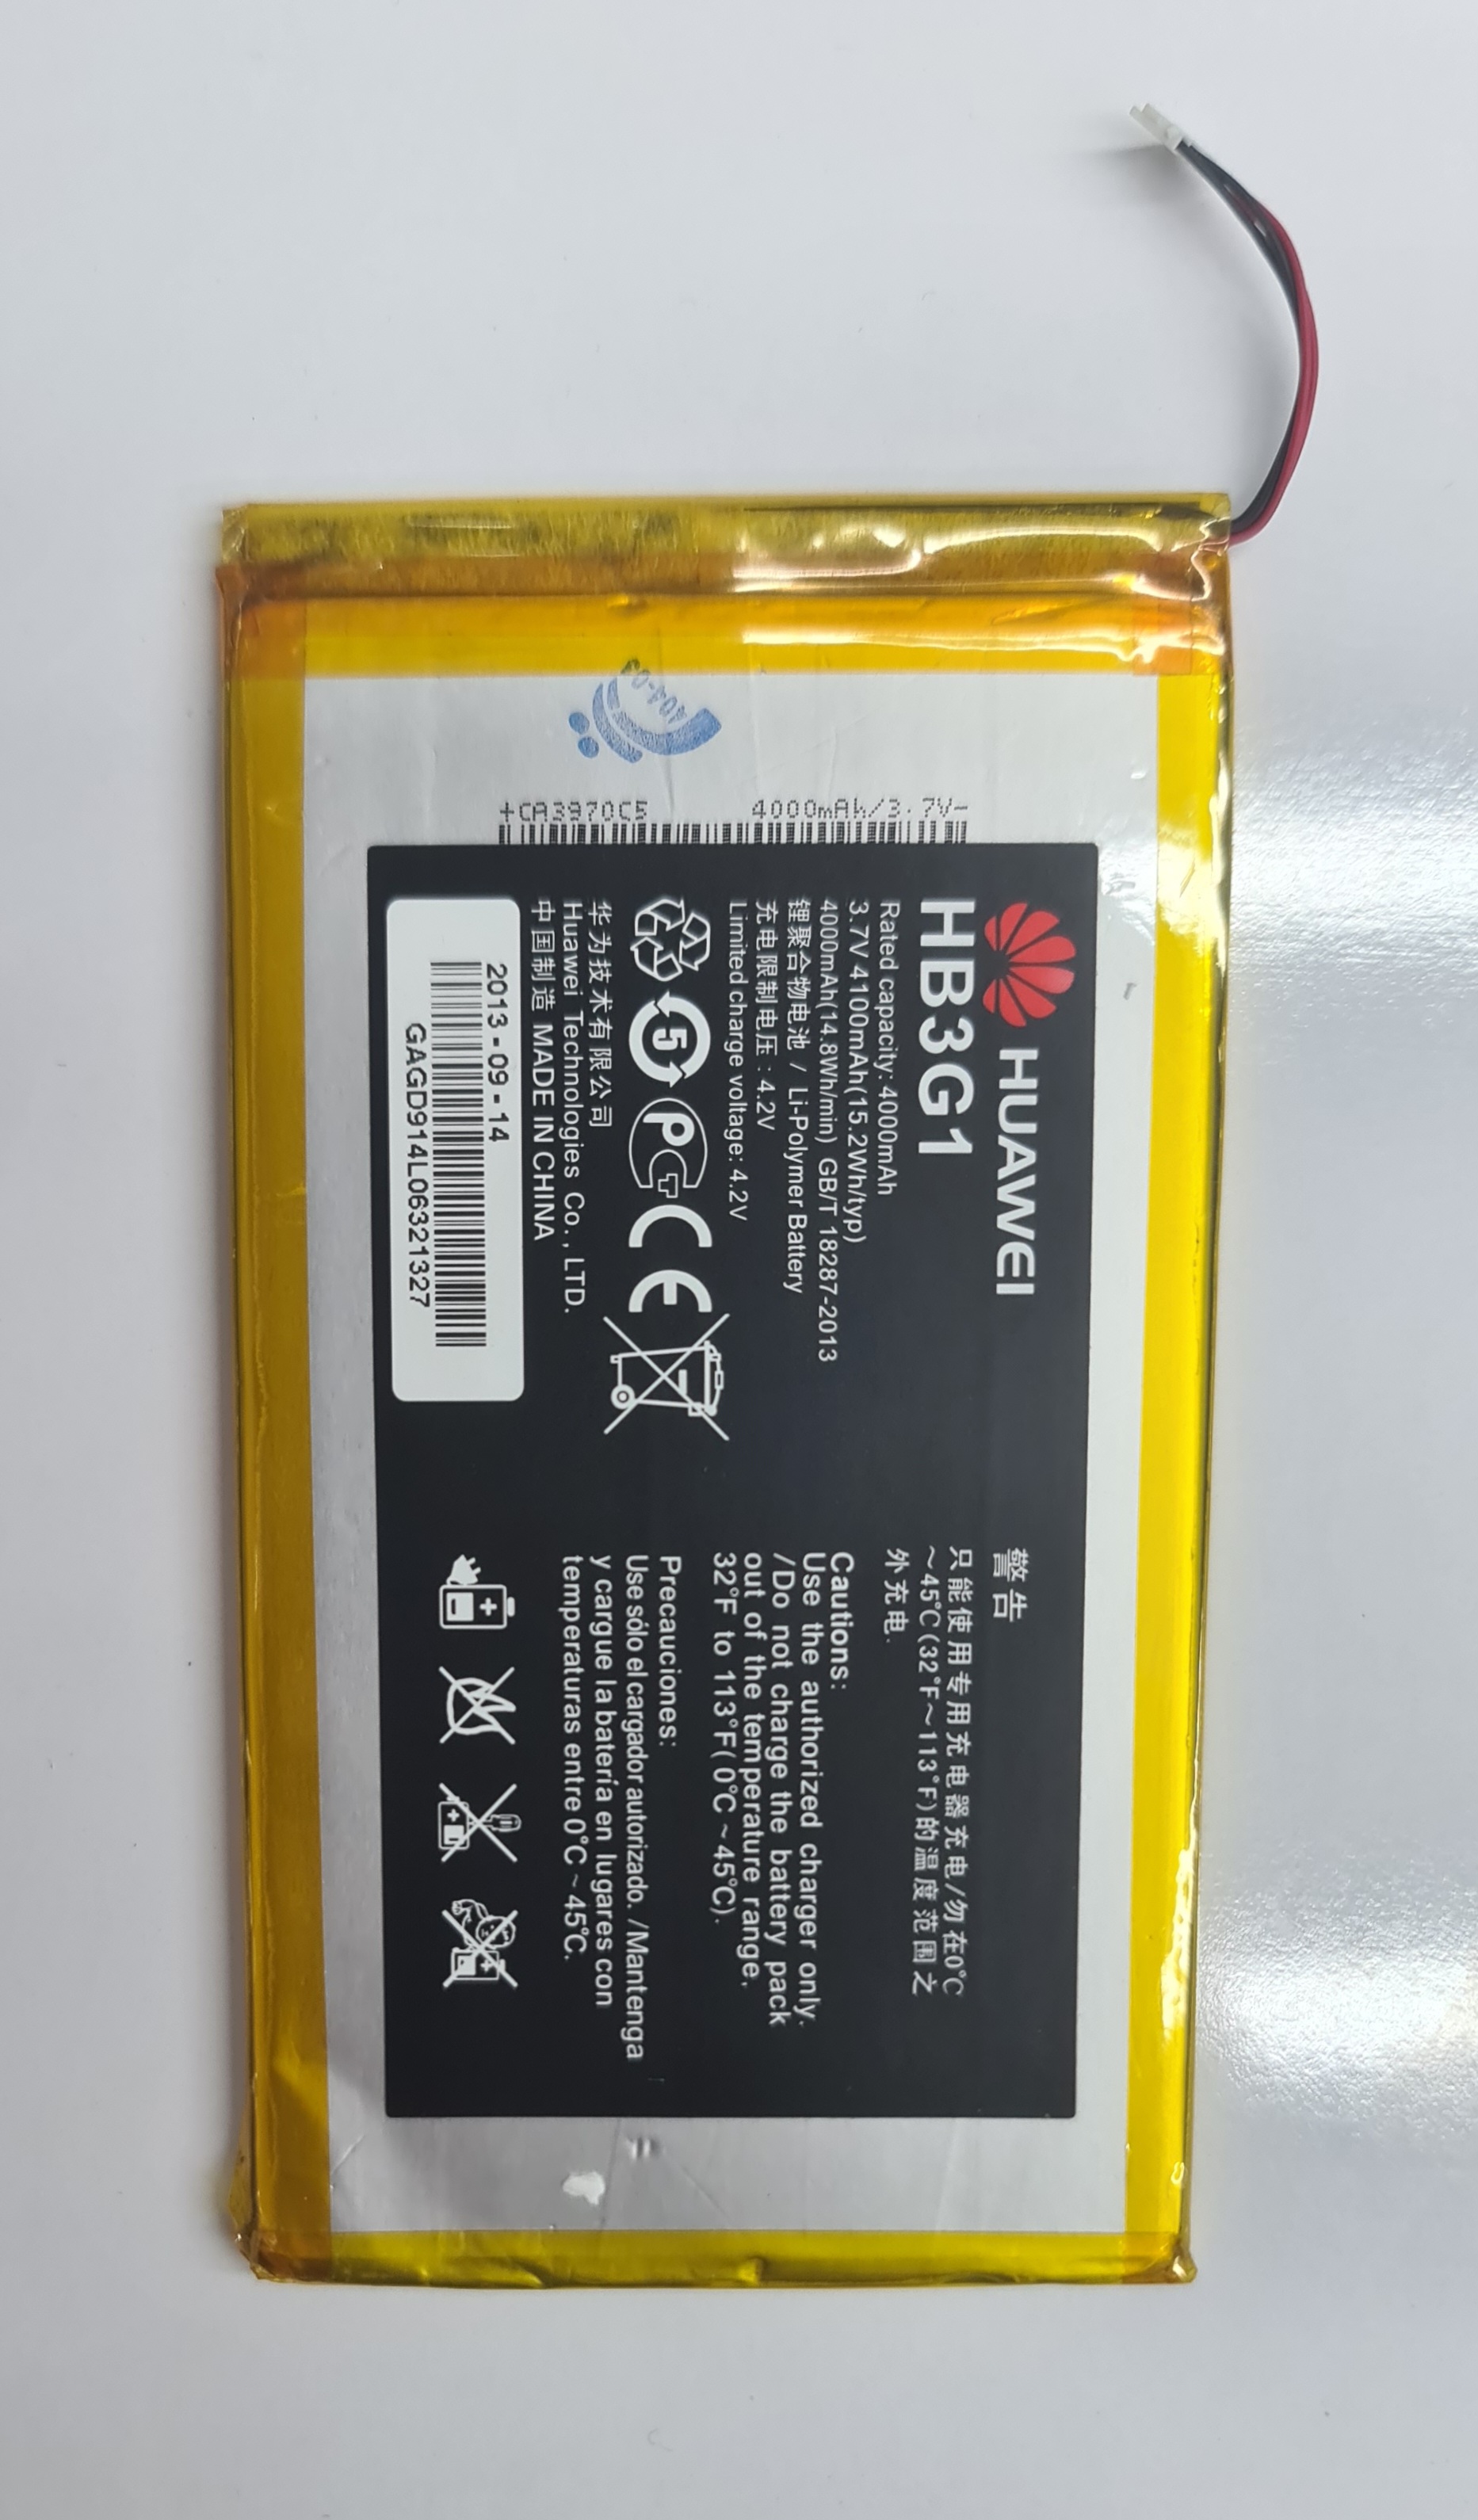 HUAWEI
HB3G1
Rated capacity: 4000mAh
3.7V 4100mAh(15.2Wh/typ)
4000mAh(14.8Wh/min) GB/T 18287-2013
锂聚合物电池 / Li-Polymer Battery
充电限制电压：4.2V
Limited charge voltage: 4.2V
5
PG
CE
华为技术有限公司
Huawei Technologies Co., LTD.
中国制造 MADE IN CHINA
2013-09-14
GAGD914L06321327
警告
只能使用专用充电器充电/勿在0℃
～45℃(32°F～113°F)的温度范围之
外充电.
Cautions:
Use the authorized charger only.
/Do not charge the battery pack
out of the temperature range,
32°F to 113°F(0℃~45℃).
Precauciones:
Use sólo el cargador autorizado. /Mantenga
y cargue la batería en lugares con
temperaturas entre 0℃~45℃.
4000mAh/3.7V-